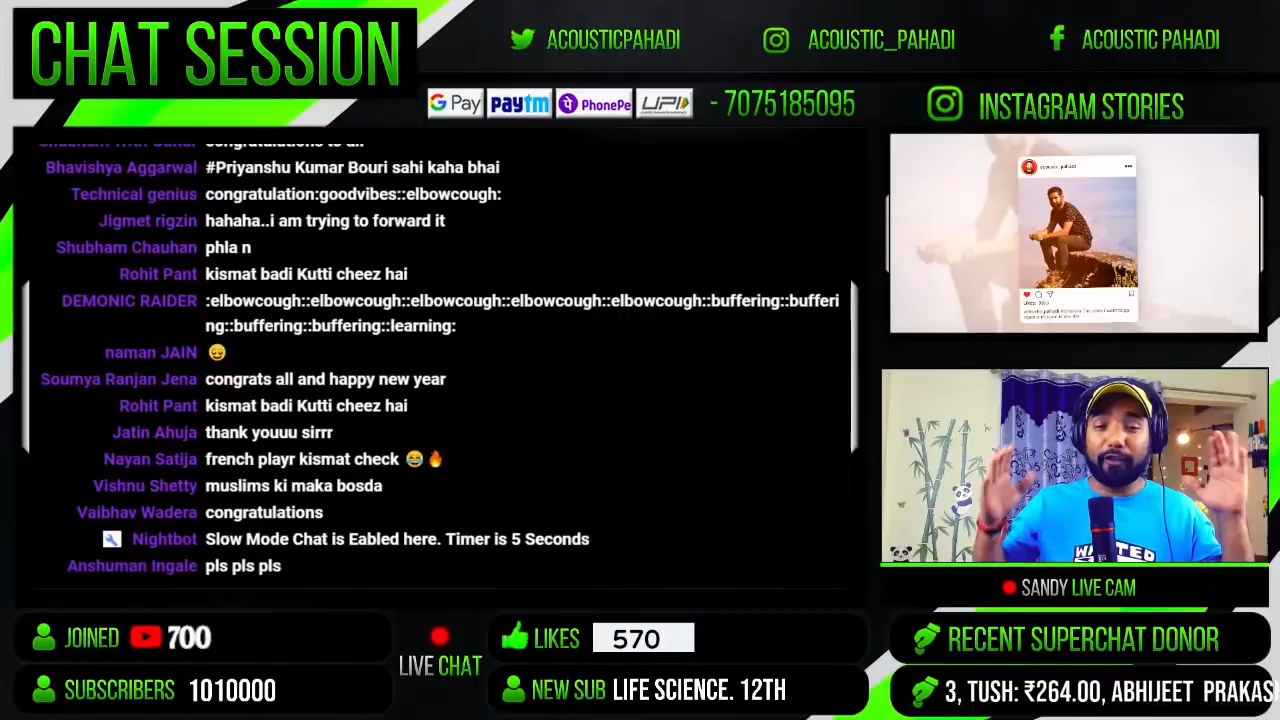 CHAT SESSION
ACOUSTICPAHADI
ACOUSTIC_PAHADI
ACOUSTIC PAHADI
G Pay
paytm
PhonePe
UPI
- 7075185095
INSTAGRAM STORIES
congratulations to all
Bhavishya Aggarwal #Priyanshu Kumar Bouri sahi kaha bhai
Technical genius congratulation:goodvibes::elbowcough:
Jigmet rigzin hahaha..i am trying to forward it
Shubham Chauhan phla n
Rohit Pant kismat badi Kutti cheez hai
DEMONIC RAIDER :elbowcough::elbowcough::elbowcough::elbowcough::elbowcough::buffering::bufferi
ng::buffering::buffering::learning:
naman JAIN 😌
Soumya Ranjan Jena congrats all and happy new year
Rohit Pant kismat badi Kutti cheez hai
Jatin Ahuja thank youuu sirrr
Nayan Satija french playr kismat check 😂🔥
Vishnu Shetty muslims ki maka bosda
Vaibhav Wadera congratulations
Nightbot Slow Mode Chat is Eabled here. Timer is 5 Seconds
Anshuman Ingale pls pls pls
acoustic_pahadi
WANTED
SANDY LIVE CAM
JOINED 700
SUBSCRIBERS 1010000
LIVE CHAT
LIKES 570
NEW SUB LIFE SCIENCE. 12TH
RECENT SUPERCHAT DONOR
3, TUSH: ₹264.00, ABHIJEET PRAKAS